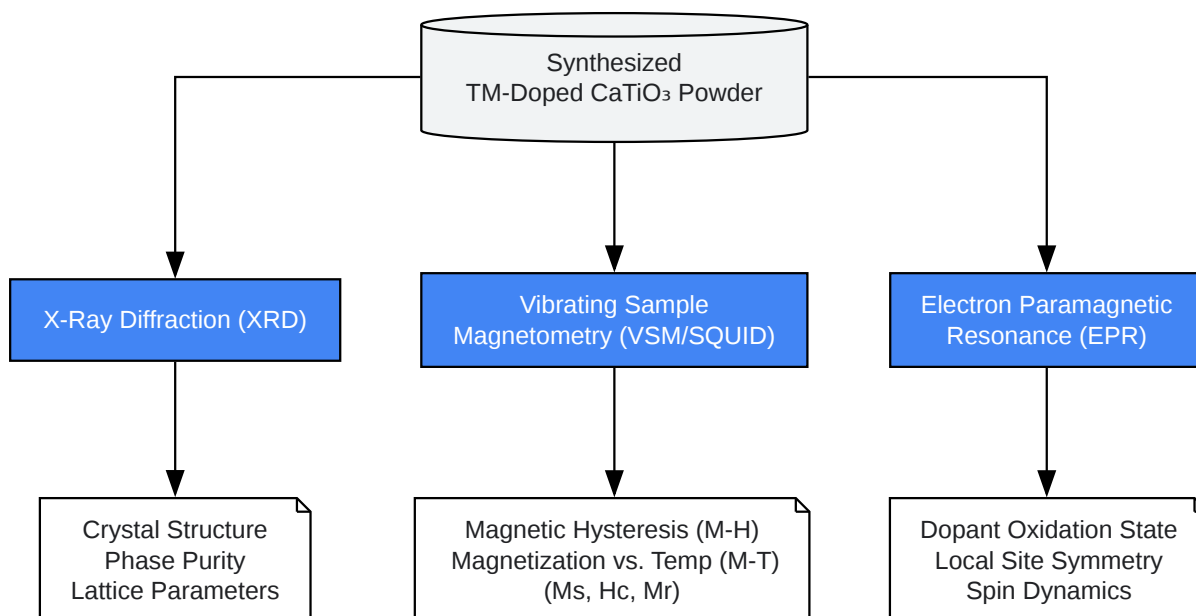 Synthesized
TM-Doped CaTiO₃ Powder
X-Ray Diffraction (XRD)
Vibrating Sample
Magnetometry (VSM/SQUID)
Electron Paramagnetic
Resonance (EPR)
Crystal Structure
Phase Purity
Lattice Parameters
Magnetic Hysteresis (M-H)
Magnetization vs. Temp (M-T)
(Ms, Hc, Mr)
Dopant Oxidation State
Local Site Symmetry
Spin Dynamics